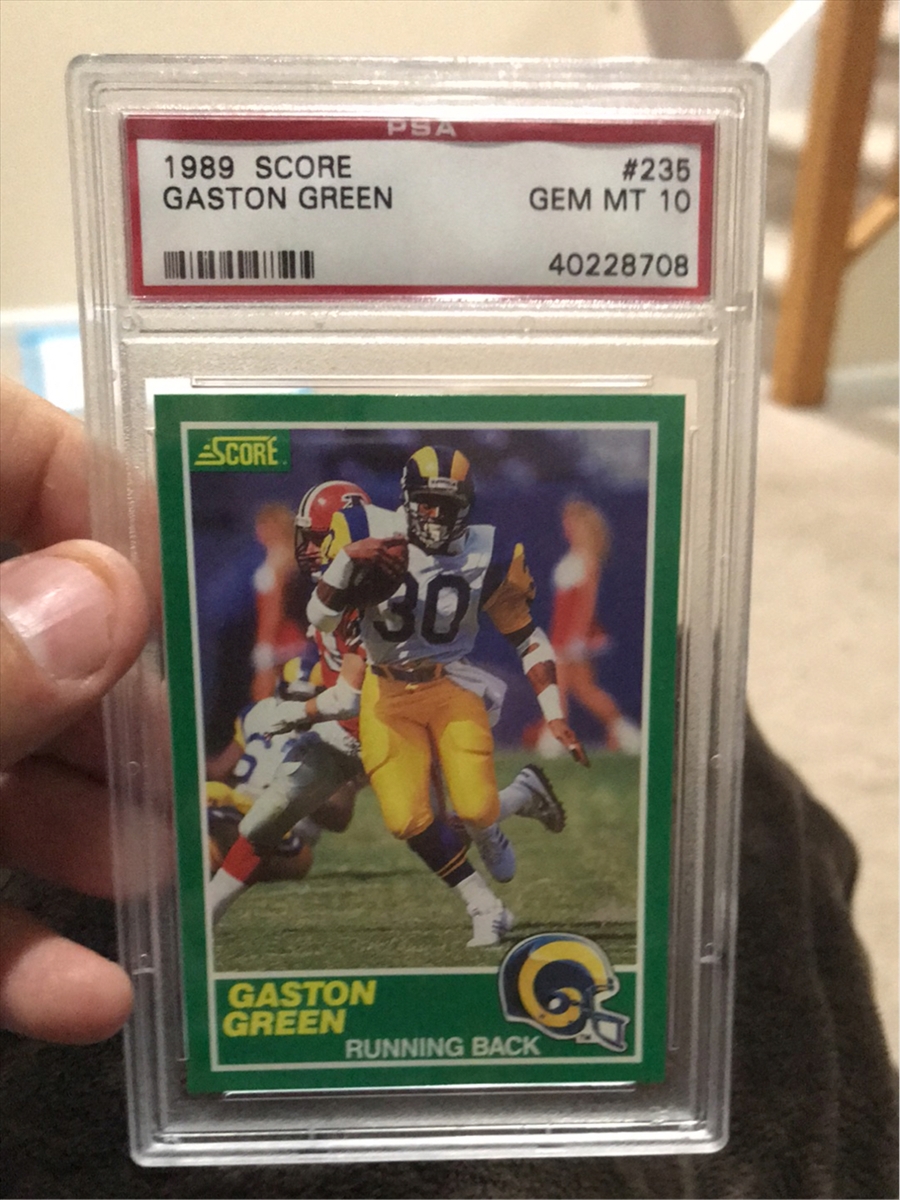 PSA
1989 SCORE #235
GASTON GREEN GEM MT 10
40228708
SCORE
30
GASTON
GREEN
RUNNING BACK